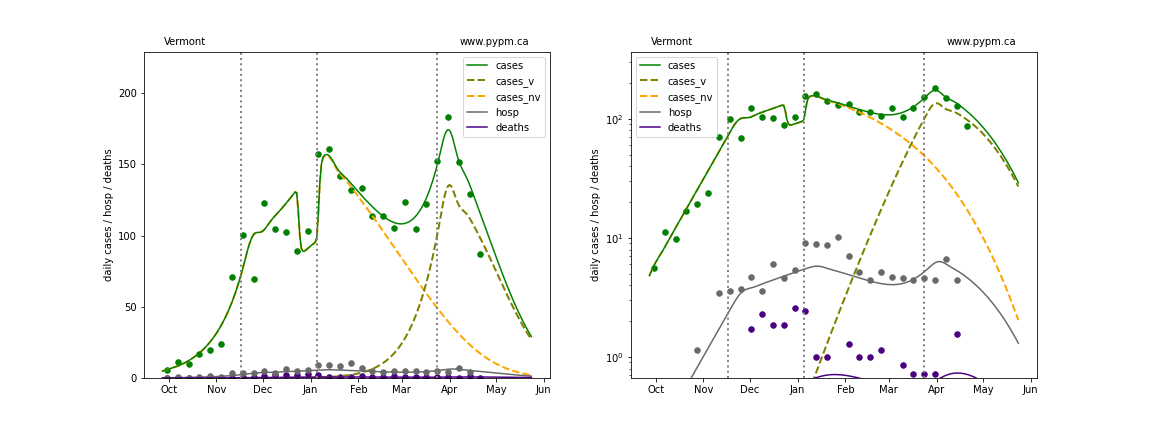 Vermont www.pypm.ca
cases
cases_v
cases_nv
hosp
deaths
daily cases / hosp / deaths
200
150
100
50
0
Oct Nov Dec Jan Feb Mar Apr May Jun
Vermont www.pypm.ca
cases
cases_v
cases_nv
hosp
deaths
daily cases / hosp / deaths
10²
10¹
10⁰
Oct Nov Dec Jan Feb Mar Apr May Jun